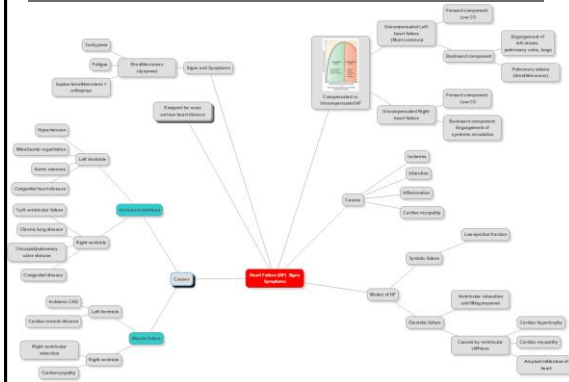 Tachypnea
Fatigue
Supine breathlessness =
orthopnea
Breathlessness
(dyspnea)
Signs and Symptoms
Endpoint for most
serious heart disease
Hypertension
Mitral/aortic regurgitation
Aortic stenosis
Congenital heart disease
Left Ventricle
*Left ventricular failure
Chronic lung disease
Tricuspid/pulmonary
valve disease
Congenital disease
Right ventricle
Increased workload
Ischemic CAD
Cardiac muscle disease
Left Ventricle
Right ventricular
infarction
Cardiomyopathy
Right ventricle
Muscle failure
Causes
Heart Failure (HF) Signs
Symptoms
Compensated vs
Uncompensated HF
Uncompensated Left
heart failure
(Most common)
Forward component:
Low CO
Backward component
Engorgement of
left atrium,
pulmonary veins, lungs
Pulmonary edema
(breathlessness)
Uncompensated Right
heart failure
Forward component:
Low CO
Backward component:
Engorgement of
systemic circulation
Causes
Ischemia
Infarction
Inflammation
Cardiac myopathy
Modes of HF
Systolic failure
Low ejection fraction
Diastolic failure
Ventricular relaxation
and filling impaired
Caused by ventricular
stiffness
Cardiac hypertrophy
Cardiac myopathy
Amyloid infiltration of
heart